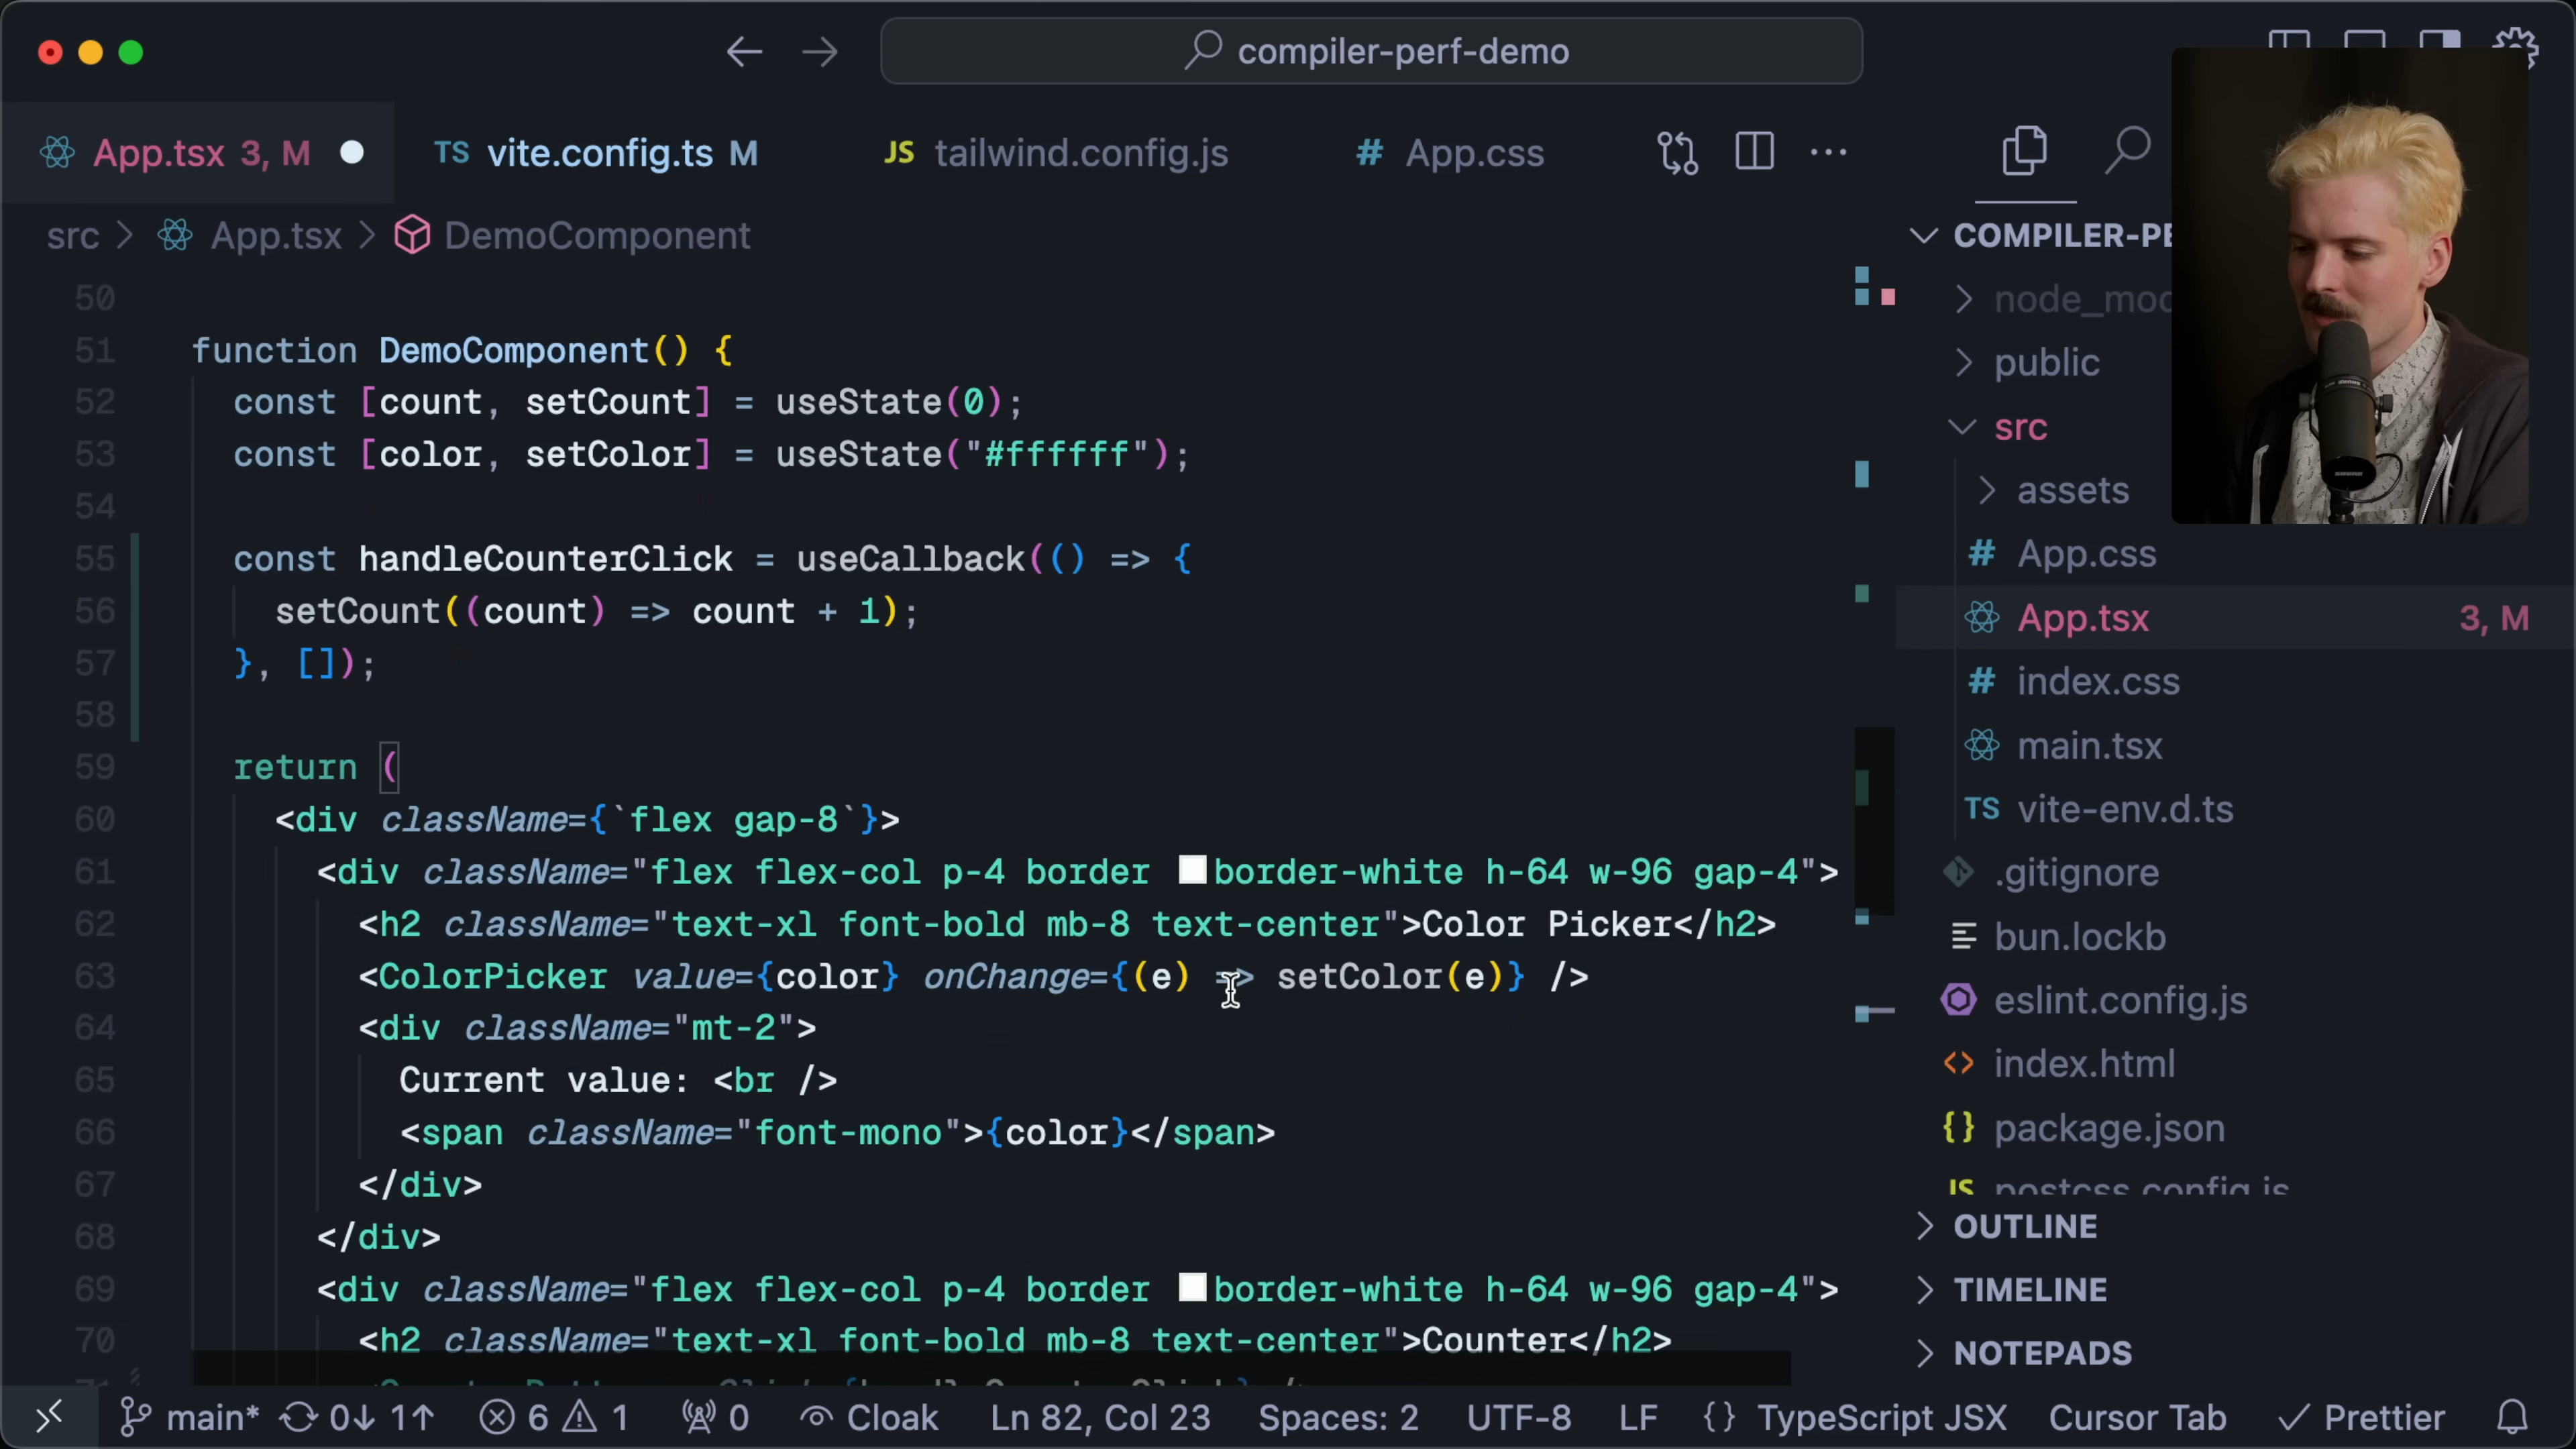 compiler-perf-demo
App.tsx 3, M
TS vite.config.ts M
JS tailwind.config.js
# App.css
src > App.tsx > DemoComponent
50
51 function DemoComponent() {
52 const [count, setCount] = useState(0);
53 const [color, setColor] = useState("#ffffff");
54
55 const handleCounterClick = useCallback(() => {
56 setCount((count) => count + 1);
57 }, []);
58
59 return (
60 <div className={`flex gap-8`}>
61 <div className="flex flex-col p-4 border border-white h-64 w-96 gap-4">
62 <h2 className="text-xl font-bold mb-8 text-center">Color Picker</h2>
63 <ColorPicker value={color} onChange={(e) => setColor(e)} />
64 <div className="mt-2">
65 Current value: <br />
66 <span className="font-mono">{color}</span>
67 </div>
68 </div>
69 <div className="flex flex-col p-4 border border-white h-64 w-96 gap-4">
70 <h2 className="text-xl font-bold mb-8 text-center">Counter</h2>
COMPILER-PE
node_mod
public
src
assets
# App.css
App.tsx 3, M
# index.css
main.tsx
TS vite-env.d.ts
.gitignore
bun.lockb
eslint.config.js
<> index.html
{} package.json
JS postcss.config.js
OUTLINE
TIMELINE
NOTEPADS
main* 0↓ 1↑ 6 1 0 Cloak Ln 82, Col 23 Spaces: 2 UTF-8 LF {} TypeScript JSX Cursor Tab Prettier